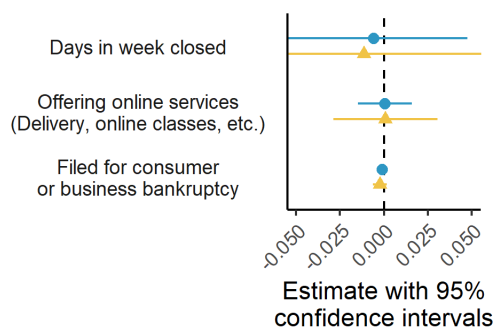 Days in week closed
Offering online services
(Delivery, online classes, etc.)
Filed for consumer
or business bankruptcy
-0.050
-0.025
0.000
0.025
0.050
Estimate with 95%
confidence intervals